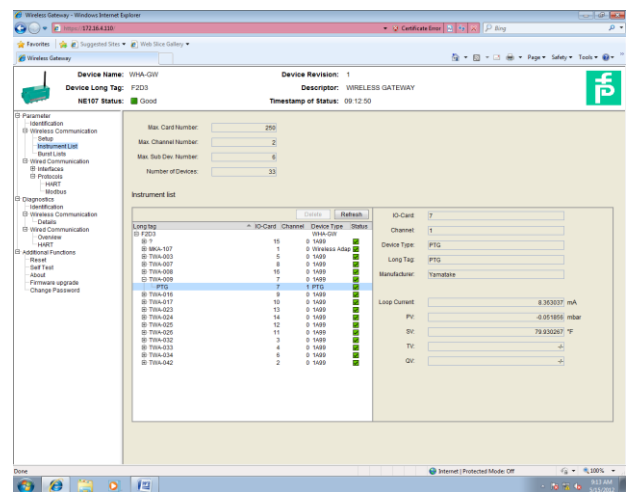 Wireless Gateway - Windows Internet Explorer
https://172.16.4.210/
Certificate Error
Bing
Favorites
Suggested Sites
Web Slice Gallery
Wireless Gateway
Page
Safety
Tools
Device Name: WHA-GW
Device Revision: 1
Device Long Tag: F2D3
Descriptor: WIRELESS GATEWAY
NE107 Status: Good
Timestamp of Status: 09:12:50
Parameter
Identification
Wireless Communication
Setup
Instrument List
Burst Lists
Wired Communication
Interfaces
Protocols
HART
Modbus
Diagnostics
Identification
Wireless Communication
Details
Wired Communication
Overview
HART
Additional Functions
Reset
Self Test
About
Firmware upgrade
Change Password
Max. Card Number: 250
Max. Channel Number: 2
Max. Sub Dev. Number: 6
Number of Devices: 33
Instrument list
Delete Refresh
Long tag IO-Card Channel Device Type Status
F2D3 WHA-GW
? 15 0 1A99
MKA-107 1 0 Wireless Adap
TWA-003 5 0 1A99
TWA-007 8 0 1A99
TWA-008 16 0 1A99
TWA-009 7 0 1A99
PTG 7 1 PTG
TWA-016 9 0 1A99
TWA-017 10 0 1A99
TWA-023 13 0 1A99
TWA-024 14 0 1A99
TWA-025 12 0 1A99
TWA-026 11 0 1A99
TWA-032 3 0 1A99
TWA-033 4 0 1A99
TWA-034 6 0 1A99
TWA-042 2 0 1A99
IO-Card: 7
Channel: 1
Device Type: PTG
Long Tag: PTG
Manufacturer: Yamatake
Loop Current: 8.363037 mA
PV: -0.051856 mbar
SV: 79.930267 °F
TV: -/-
QV: -/-
Done
Internet | Protected Mode: Off
100%
9:13 AM
5/15/2012